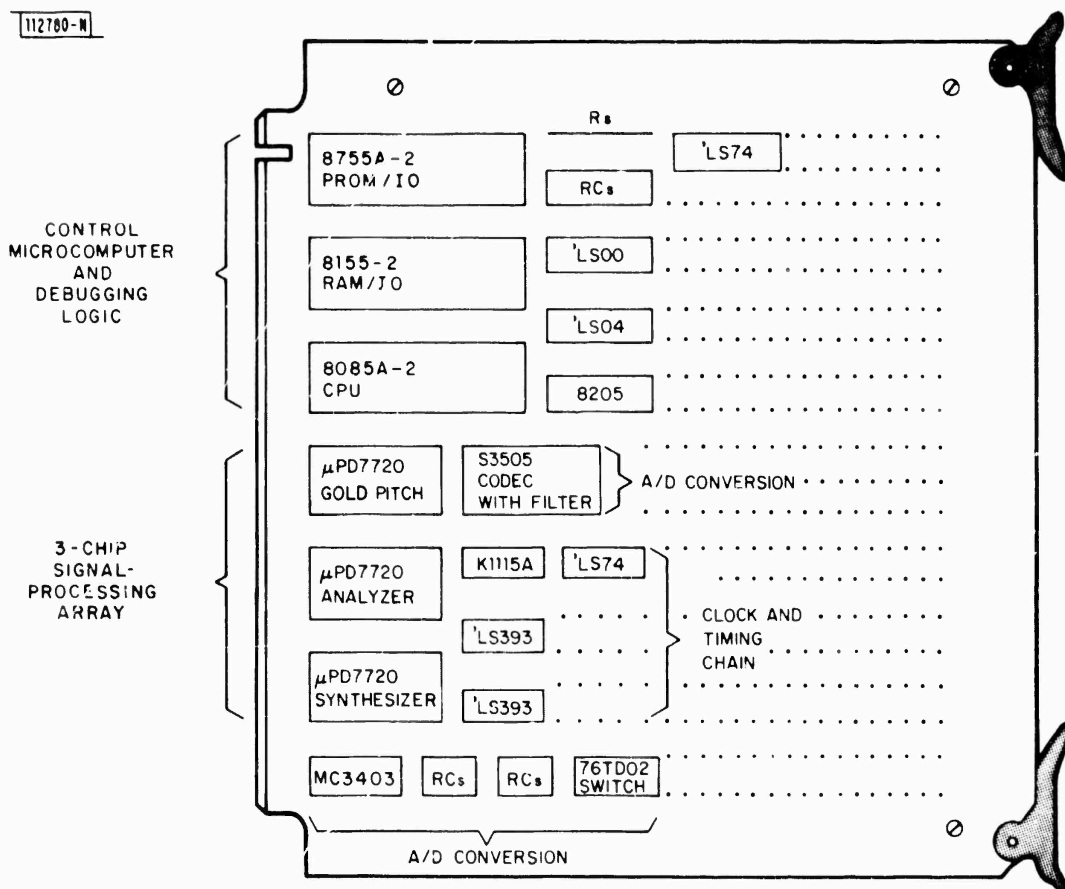 112780-N
Rs
'LS74
8755A-2
PROM/IO
RCs
CONTROL
MICROCOMPUTER
AND
DEBUGGING
LOGIC
8155-2
RAM/IO
'LS00
'LS04
8085A-2
CPU
8205
3-CHIP
SIGNAL-
PROCESSING
ARRAY
μPD7720
GOLD PITCH
S3505
CODEC
WITH FILTER
A/D CONVERSION
μPD7720
ANALYZER
K1115A
'LS74
'LS393
CLOCK AND
TIMING
CHAIN
μPD7720
SYNTHESIZER
'LS393
MC3403
RCs
RCs
76TD02
SWITCH
A/D CONVERSION